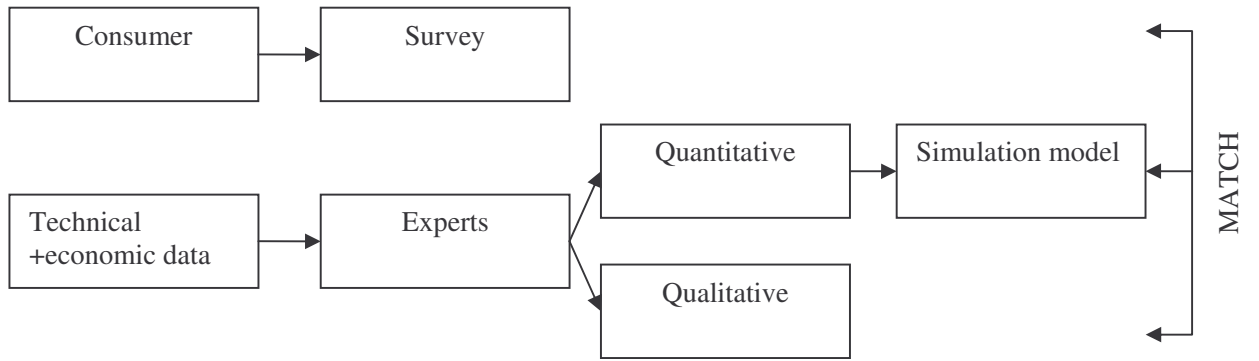 Consumer
Survey
Quantitative
Simulation model
MATCH
Technical
+economic data
Experts
Qualitative